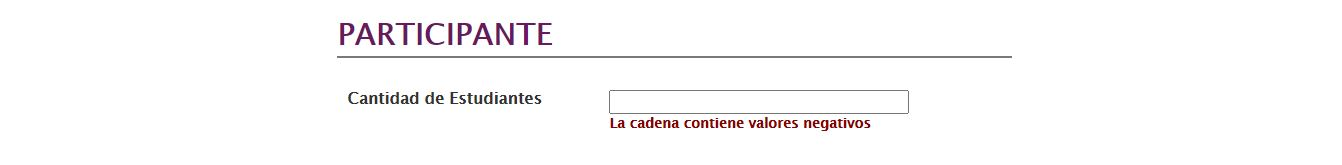 PARTICIPANTE
Cantidad de Estudiantes
La cadena contiene valores negativos